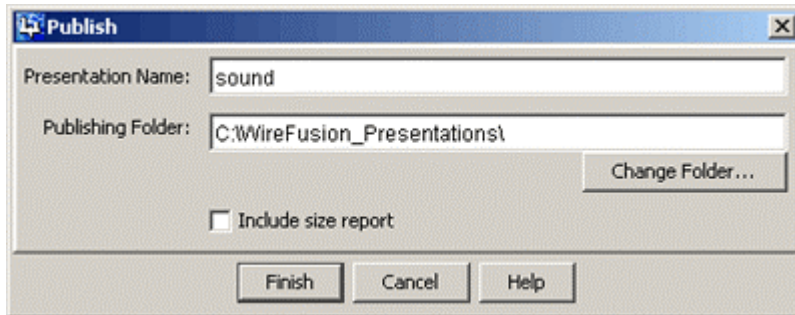 Publish
Presentation Name: sound
Publishing Folder: C:\WireFusion_Presentations\
Change Folder...
Include size report
Finish Cancel Help